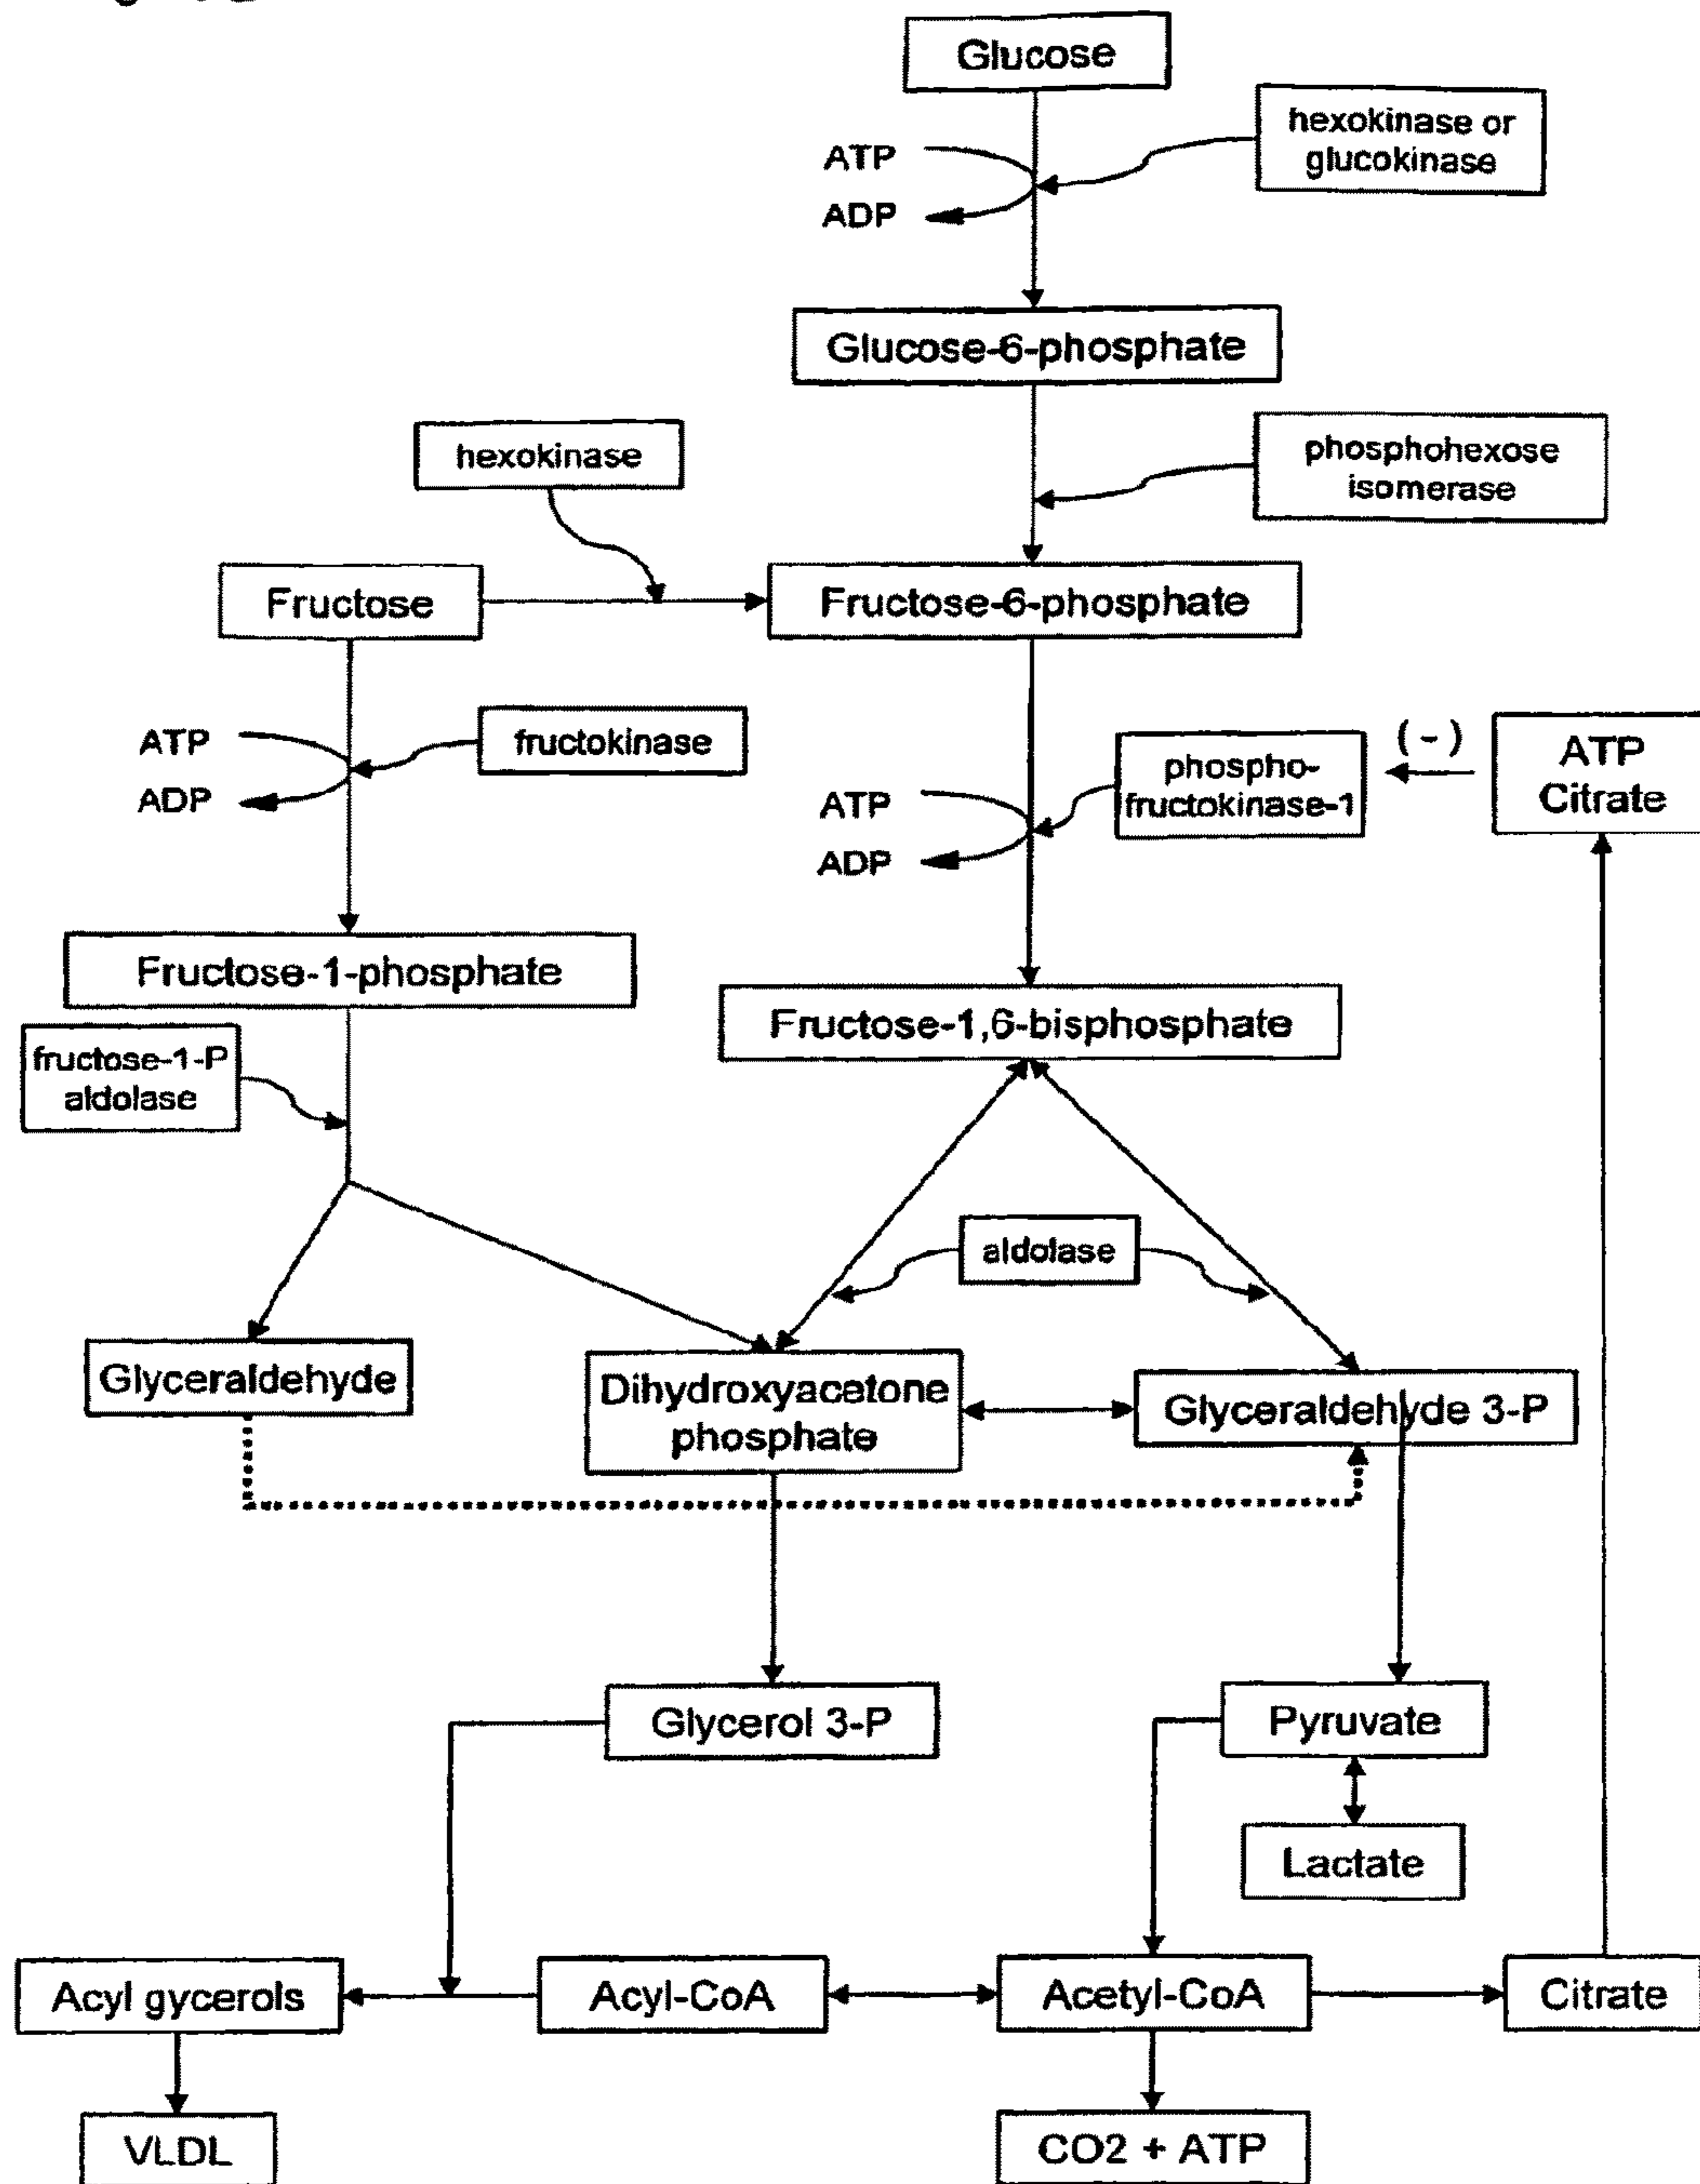 Glucose
hexokinase or
glucokinase
ATP
ADP
Glucose-6-phosphate
hexokinase
phosphohexose
isomerase
Fructose
Fructose-6-phosphate
ATP
ADP
fructokinase
ATP
ADP
phospho-
fructokinase-1
(-)
ATP
Citrate
Fructose-1-phosphate
Fructose-1,6-bisphosphate
fructose-1-P
aldolase
aldolase
Glyceraldehyde
Dihydroxyacetone
phosphate
Glyceraldehyde 3-P
Glycerol 3-P
Pyruvate
Lactate
Acyl gycerols
Acyl-CoA
Acetyl-CoA
Citrate
VLDL
CO2 + ATP